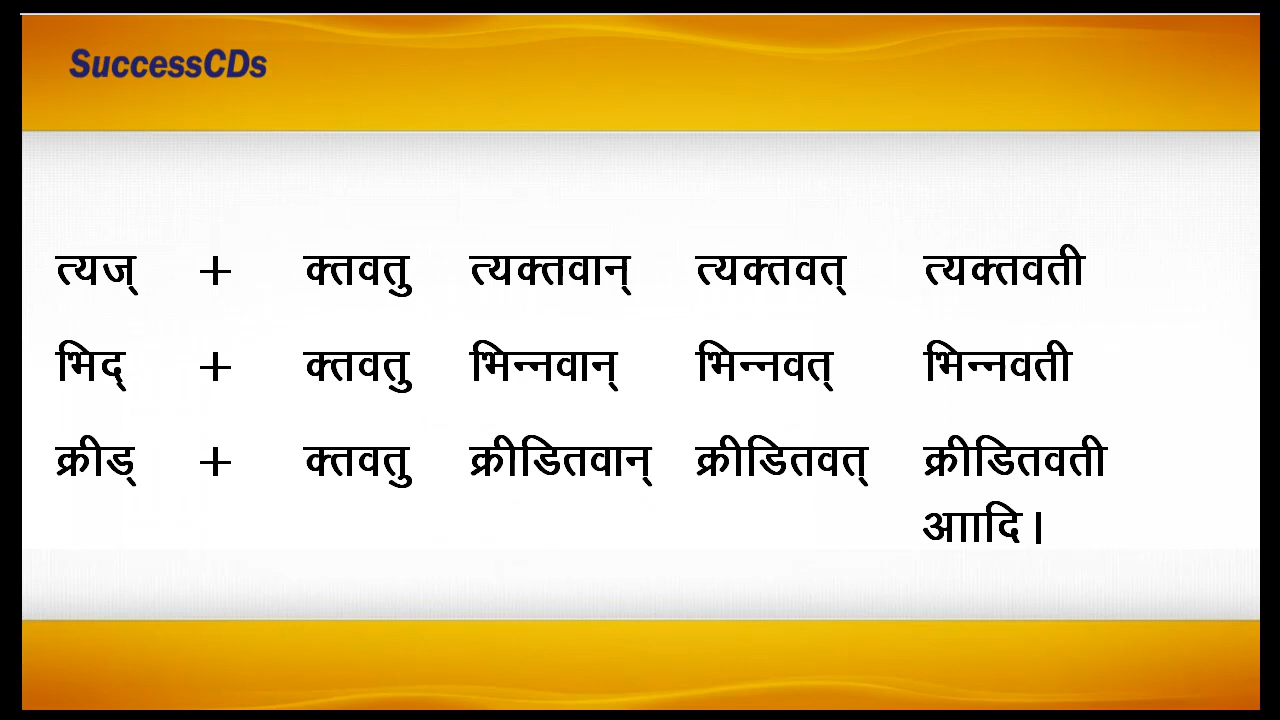 SuccessCDs
त्यज् + क्तवतु त्यक्तवान् त्यक्तवत् त्यक्तवती
भिद् + क्तवतु भिन्नवान् भिन्नवत् भिन्नवती
क्रीड् + क्तवतु क्रीडितवान् क्रीडितवत् क्रीडितवती
अाादि ।